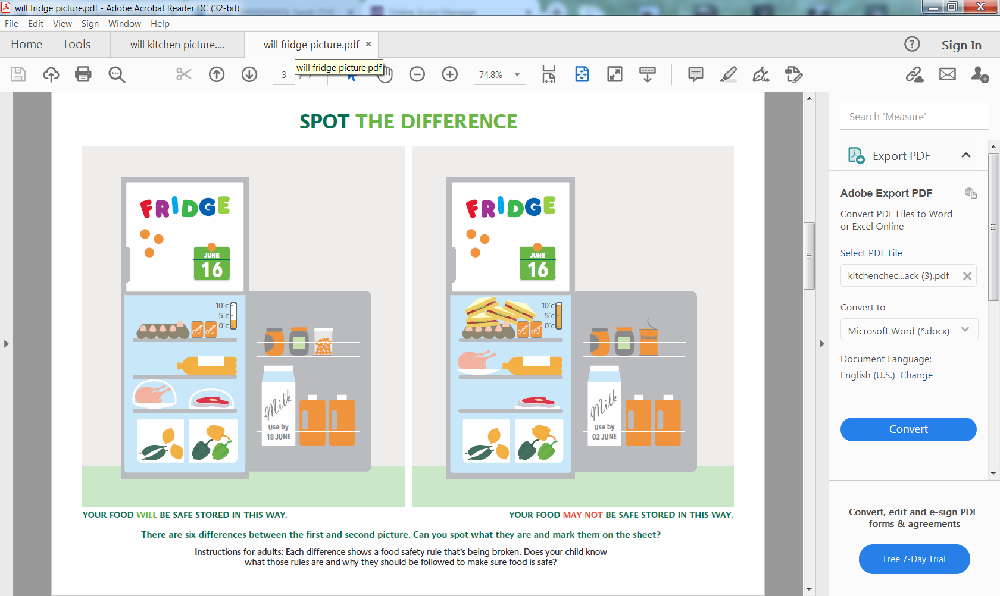 will fridge picture.pdf - Adobe Acrobat Reader DC (32-bit)
File Edit View Sign Window Help
Home Tools will kitchen picture.... will fridge picture.pdf × ? Sign In
3 74.8%
will fridge picture.pdf
SPOT THE DIFFERENCE
FRIDGE
JUNE
16
10°c
5°c
0°c
Orange Orange
Milk
Use by
18 JUNE
YOUR FOOD WILL BE SAFE STORED IN THIS WAY.
FRIDGE
JUNE
16
10°c
5°c
0°c
Orange Orange
Beans
Milk
Use by
02 JUNE
YOUR FOOD MAY NOT BE SAFE STORED IN THIS WAY.
There are six differences between the first and second picture. Can you spot what they are and mark them on the sheet?
Instructions for adults: Each difference shows a food safety rule that's being broken. Does your child know
what those rules are and why they should be followed to make sure food is safe?
Search 'Measure'
Export PDF
Adobe Export PDF
Convert PDF Files to Word
or Excel Online
Select PDF File
kitchenchec...ack (3).pdf
Convert to
Microsoft Word (*.docx)
Document Language:
English (U.S.) Change
Convert
Convert, edit and e-sign PDF
forms & agreements
Free 7-Day Trial